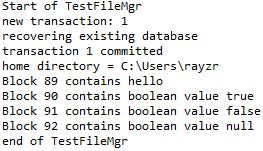 Start of TestFileMgr
new transaction: 1
recovering existing database
transaction 1 committed
home directory = C:\Users\rayzr
Block 89 contains hello
Block 90 contains boolean value true
Block 91 contains boolean value false
Block 92 contains boolean value null
end of TestFileMgr